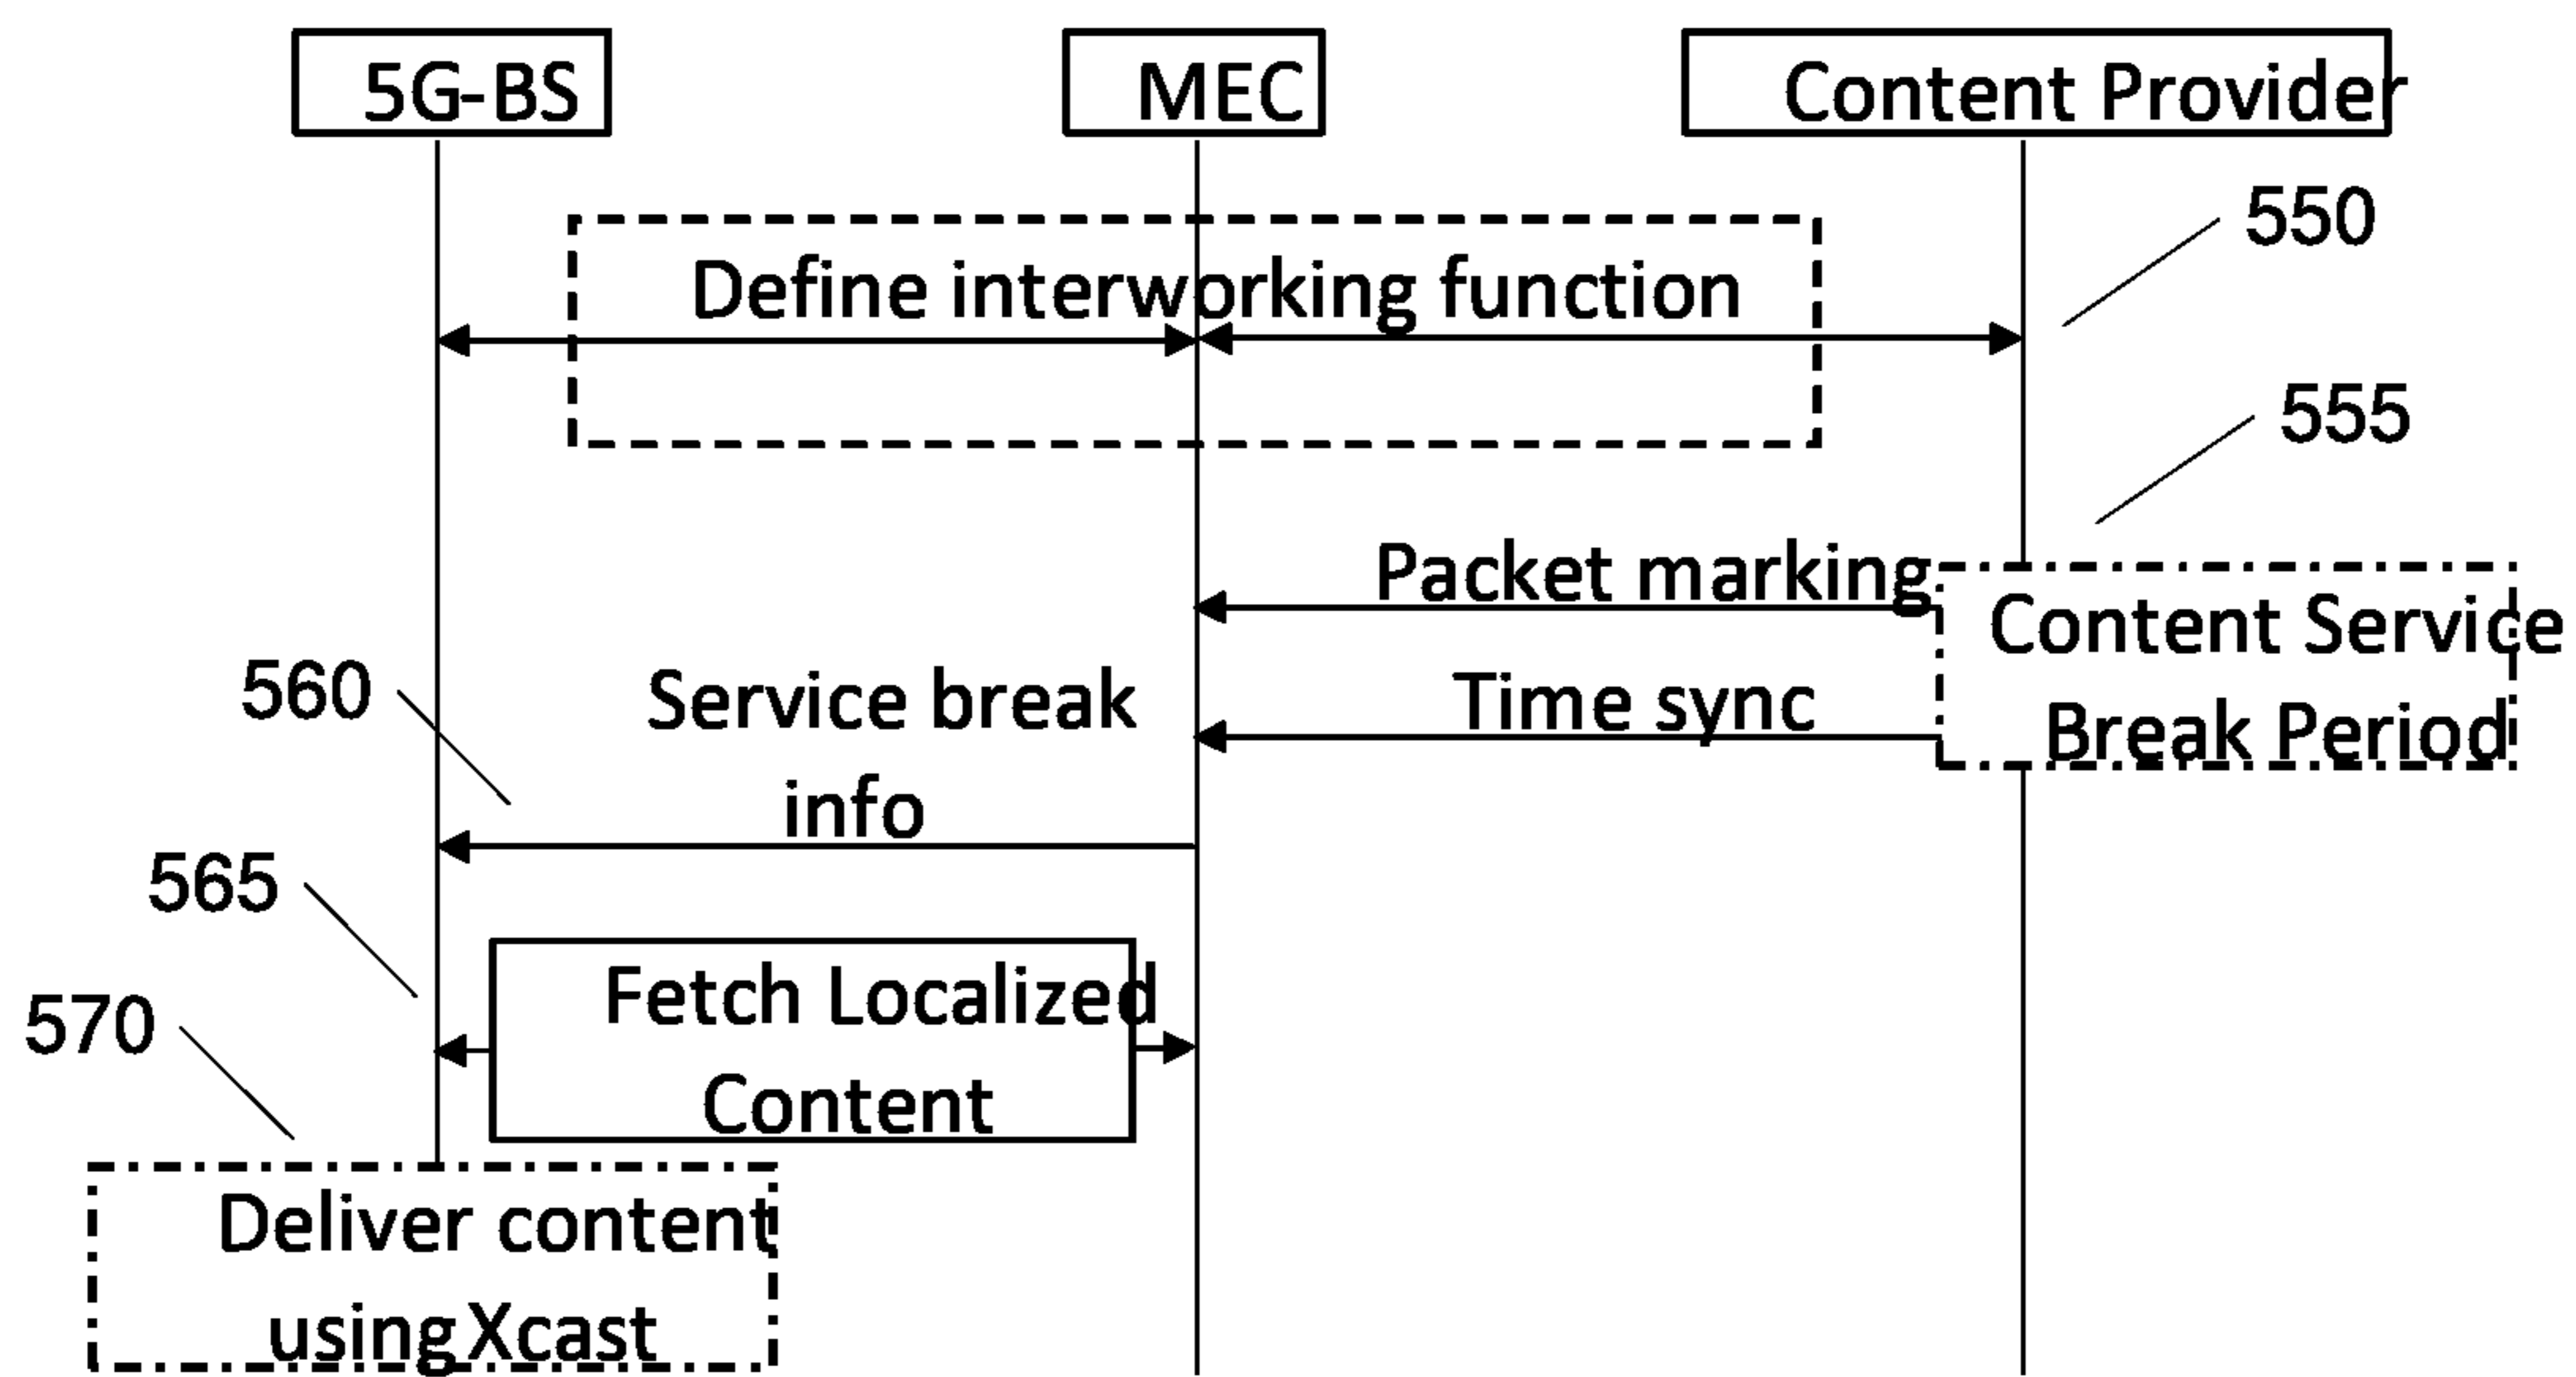 5G-BS
MEC
Content Provider
550
Define interworking function
555
Packet marking
Content Service
Break Period
560
Service break
info
Time sync
565
Fetch Localized
Content
570
Deliver content
using Xcast